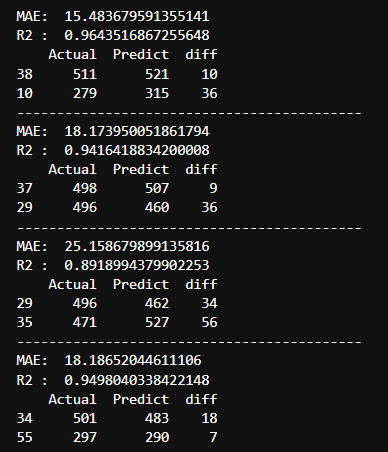 MAE:  15.483679591355141
R2 :  0.9643516867255648
    Actual  Predict  diff
38     511      521    10
10     279      315    36
-------------------------------------------
MAE:  18.173950051861794
R2 :  0.9416418834200008
    Actual  Predict  diff
37     498      507     9
29     496      460    36
-------------------------------------------
MAE:  25.158679899135816
R2 :  0.8918994379902253
    Actual  Predict  diff
29     496      462    34
35     471      527    56
-------------------------------------------
MAE:  18.18652044611106
R2 :  0.9498040338422148
    Actual  Predict  diff
34     501      483    18
55     297      290     7